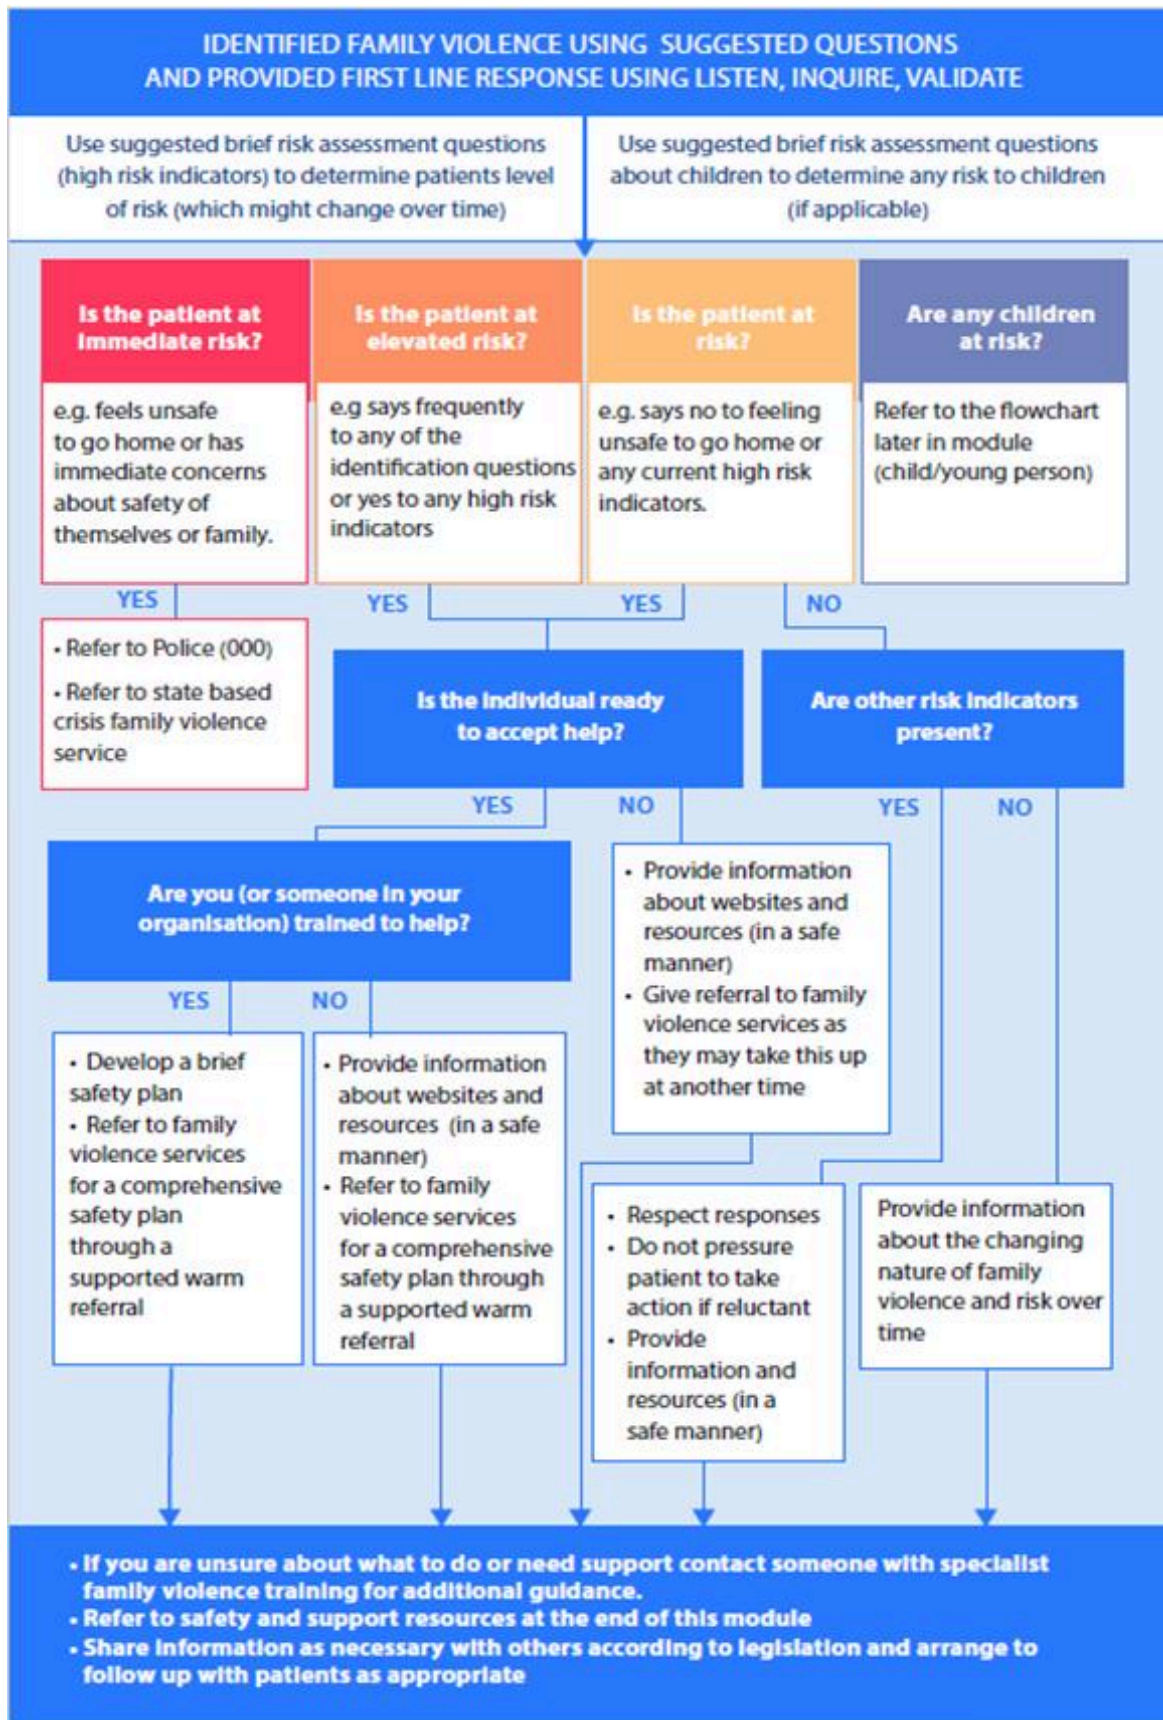 IDENTIFIED FAMILY VIOLENCE USING SUGGESTED QUESTIONS
AND PROVIDED FIRST LINE RESPONSE USING LISTEN, INQUIRE, VALIDATE
Use suggested brief risk assessment questions
(high risk indicators) to determine patients level
of risk (which might change over time)
Use suggested brief risk assessment questions
about children to determine any risk to children
(if applicable)
Is the patient at
immediate risk?
e.g. feels unsafe
to go home or has
immediate concerns
about safety of
themselves or family.
Is the patient at
elevated risk?
e.g says frequently
to any of the
identification questions
or yes to any high risk
indicators
Is the patient at
risk?
e.g. says no to feeling
unsafe to go home or
any current high risk
indicators.
Are any children
at risk?
Refer to the flowchart
later in module
(child/young person)
YES
YES
YES
NO
• Refer to Police (000)
• Refer to state based
crisis family violence
service
Is the individual ready
to accept help?
Are other risk indicators
present?
YES
NO
YES
NO
Are you (or someone in your
organisation) trained to help?
• Provide information
about websites and
resources (in a safe
manner)
• Give referral to family
violence services as
they may take this up
at another time
YES
NO
• Develop a brief
safety plan
• Refer to family
violence services
for a comprehensive
safety plan
through a
supported warm
referral
• Provide information
about websites and
resources (in a safe
manner)
• Refer to family
violence services
for a comprehensive
safety plan through
a supported warm
referral
• Respect responses
• Do not pressure
patient to take
action if reluctant
• Provide
information and
resources (in a
safe manner)
Provide information
about the changing
nature of family
violence and risk over
time
• If you are unsure about what to do or need support contact someone with specialist
family violence training for additional guidance.
• Refer to safety and support resources at the end of this module
• Share information as necessary with others according to legislation and arrange to
follow up with patients as appropriate